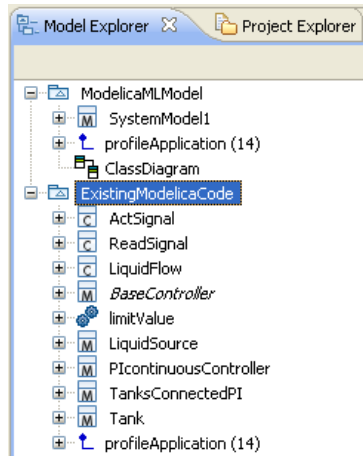 Model Explorer Project Explorer
ModelicaMLModel
M SystemModel1
profileApplication (14)
ClassDiagram
ExistingModelicaCode
C ActSignal
C ReadSignal
C LiquidFlow
M BaseController
limitValue
M LiquidSource
M PIcontinuousController
M TanksConnectedPI
M Tank
profileApplication (14)